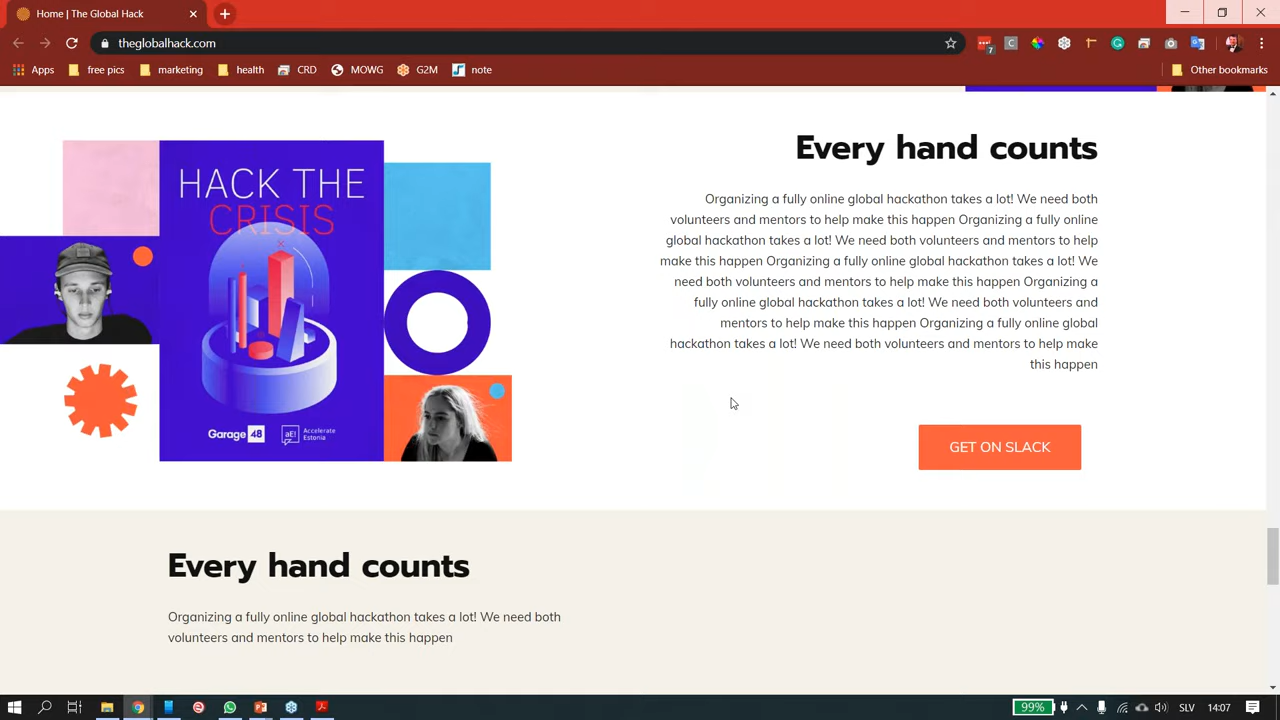 Home | The Global Hack
theglobalhack.com
7
Apps
free pics
marketing
health
CRD
MOWG
G2M
note
Other bookmarks
HACK THE
CRISIS
Garage 48
aE! Accelerate
Estonia
Every hand counts
Organizing a fully online global hackathon takes a lot! We need both
volunteers and mentors to help make this happen Organizing a fully online
global hackathon takes a lot! We need both volunteers and mentors to help
make this happen Organizing a fully online global hackathon takes a lot! We
need both volunteers and mentors to help make this happen Organizing a
fully online global hackathon takes a lot! We need both volunteers and
mentors to help make this happen Organizing a fully online global
hackathon takes a lot! We need both volunteers and mentors to help make
this happen
GET ON SLACK
Every hand counts
Organizing a fully online global hackathon takes a lot! We need both
volunteers and mentors to help make this happen
99%
SLV
14:07